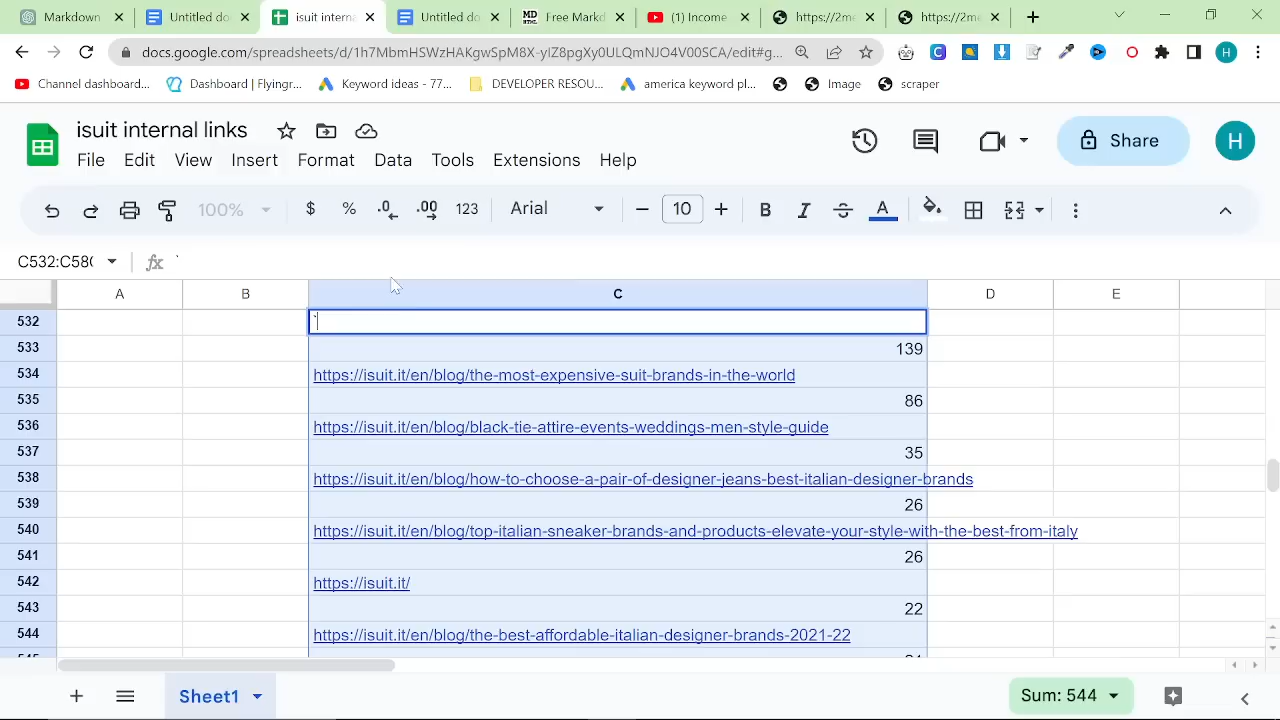 Markdown
Untitled do
isuit interna
Untitled do
MD Free Markd
HTML
(1) Income
https://2me
https://2me
docs.google.com/spreadsheets/d/1h7MbmHSWzHAKqwSpM8X-yIZ8pgXy0ULQmNJO4V00SCA/edit#g...
H
Channel dashboard...
Dashboard | Flyingr...
Keyword ideas - 77...
DEVELOPER RESOU...
america keyword pl...
Image
scraper
isuit internal links
Share
H
File Edit View Insert Format Data Tools Extensions Help
100% $ % .0 .00 123 Arial 10 B I A
C532:C580 fx `
A B C D E
532 `
533 139
534 https://isuit.it/en/blog/the-most-expensive-suit-brands-in-the-world
535 86
536 https://isuit.it/en/blog/black-tie-attire-events-weddings-men-style-guide
537 35
538 https://isuit.it/en/blog/how-to-choose-a-pair-of-designer-jeans-best-italian-designer-brands
539 26
540 https://isuit.it/en/blog/top-italian-sneaker-brands-and-products-elevate-your-style-with-the-best-from-italy
541 26
542 https://isuit.it/
543 22
544 https://isuit.it/en/blog/the-best-affordable-italian-designer-brands-2021-22
Sheet1
Sum: 544